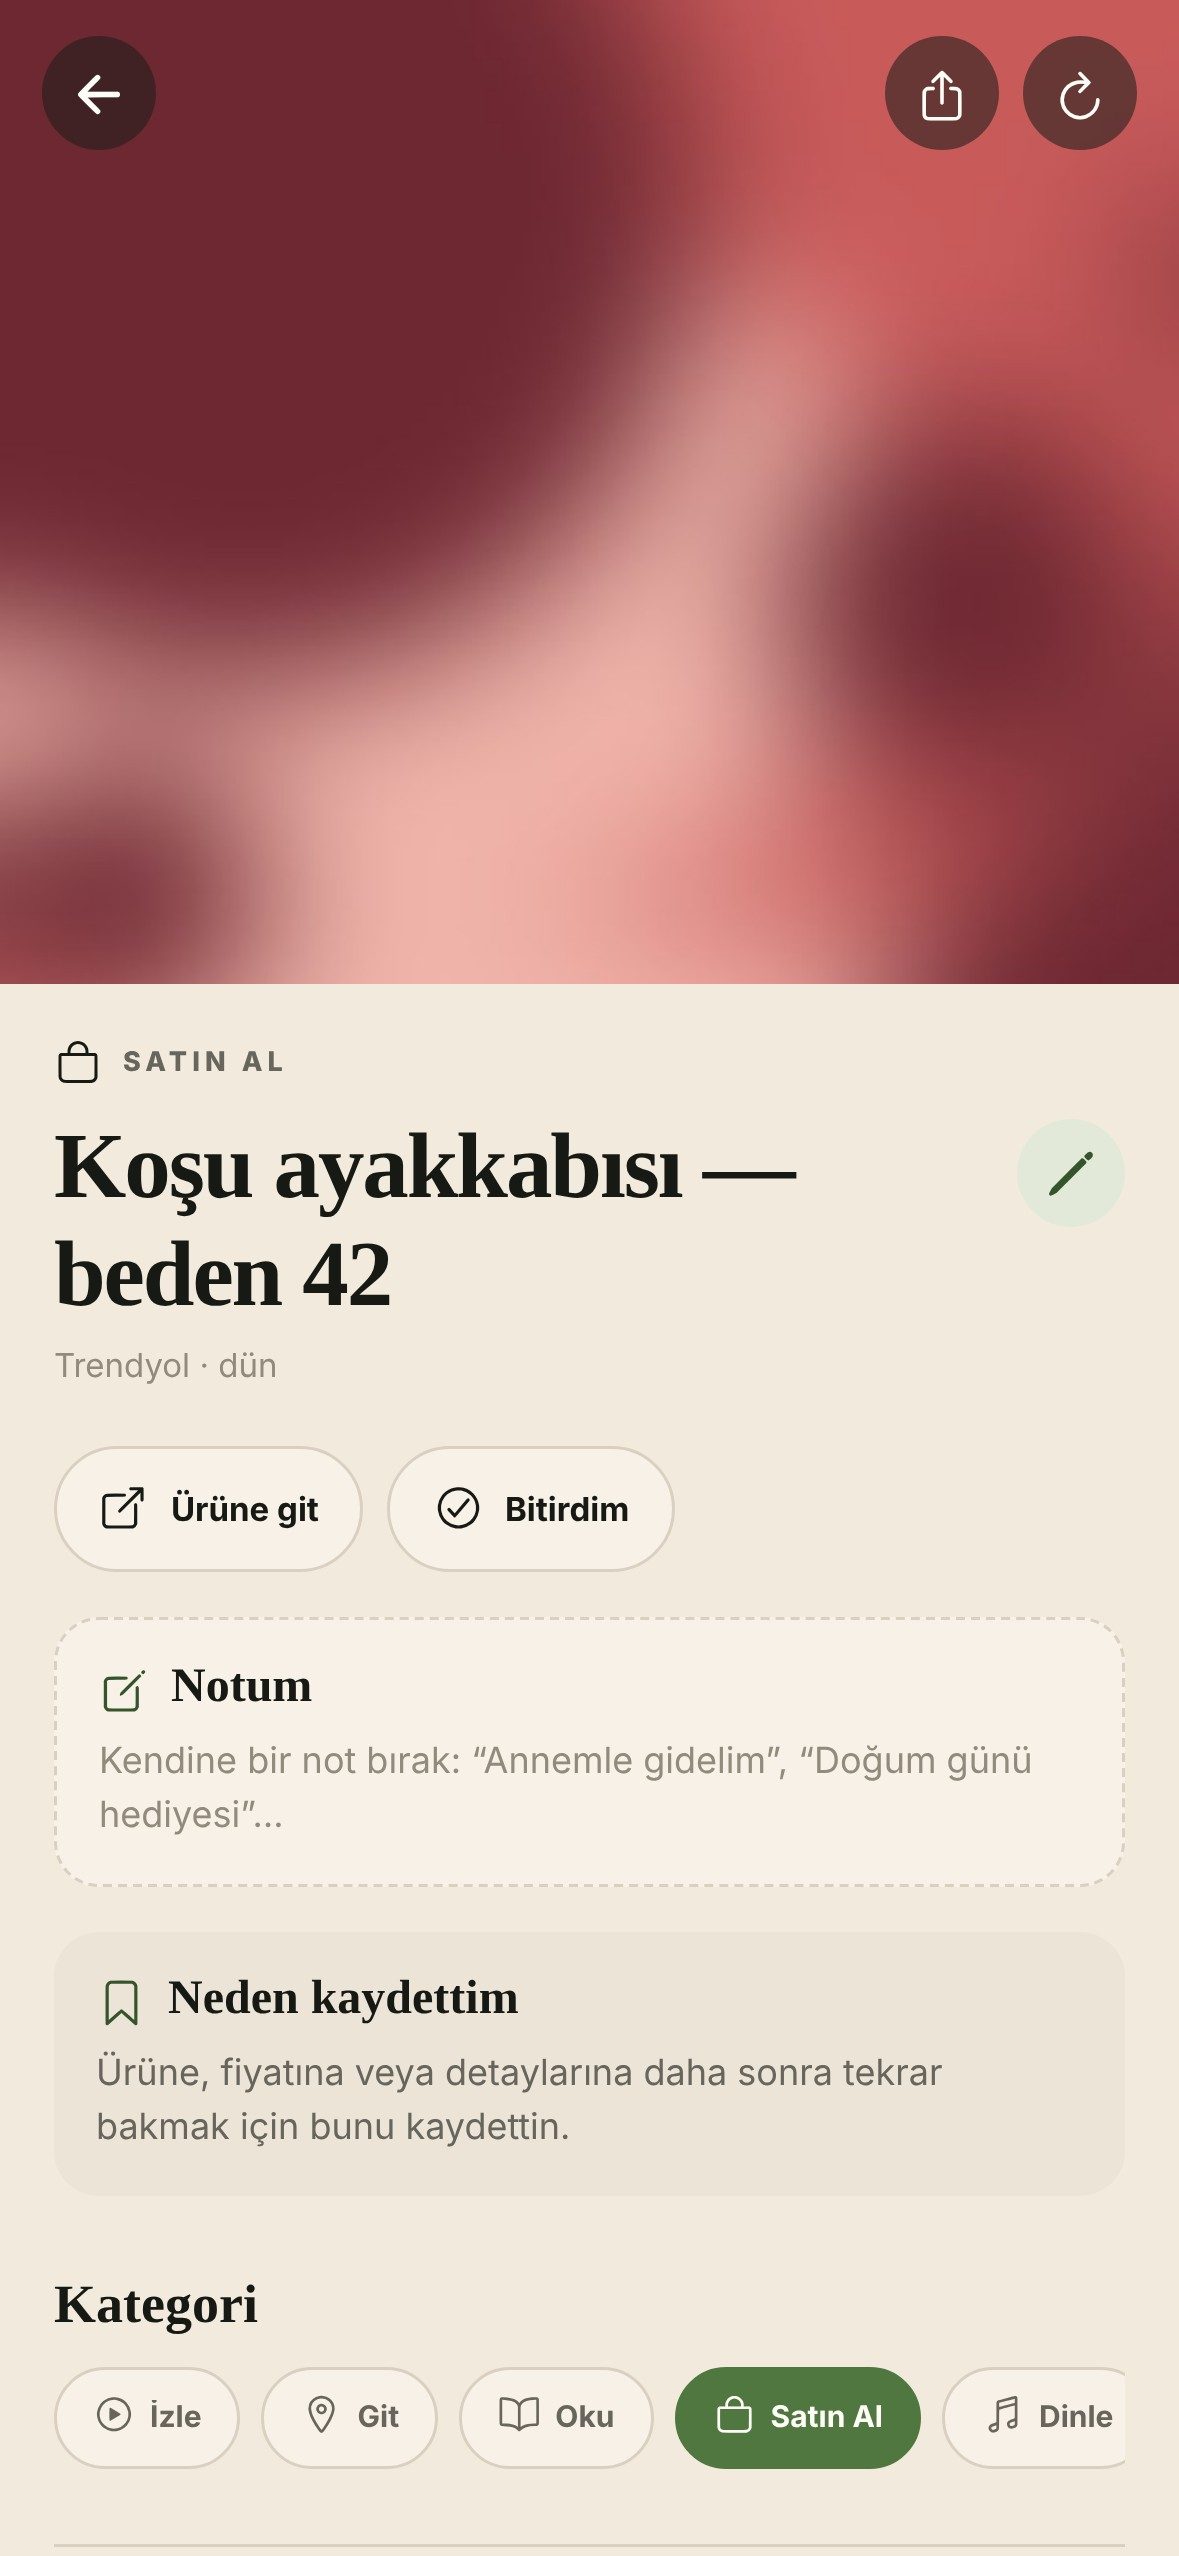 SATIN AL
Koşu ayakkabısı —
beden 42
Trendyol · dün
Ürüne git
Bitirdim
Notum
Kendine bir not bırak: “Annemle gidelim”, “Doğum günü
hediyesi”...
Neden kaydettim
Ürüne, fiyatına veya detaylarına daha sonra tekrar
bakmak için bunu kaydettin.
Kategori
İzle
Git
Oku
Satın Al
Dinle